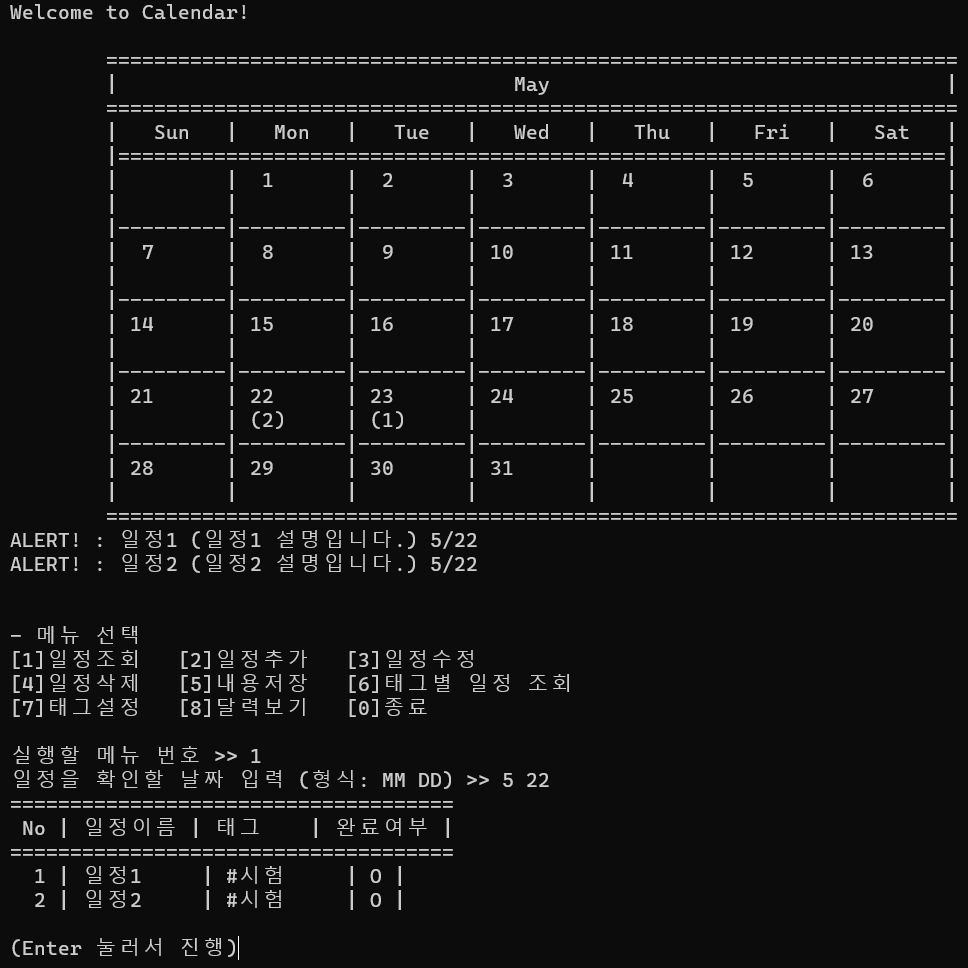 Welcome to Calendar!
=======================================================================
| May |
=======================================================================
| Sun | Mon | Tue | Wed | Thu | Fri | Sat |
|=====================================================================|
| | 1 | 2 | 3 | 4 | 5 | 6 |
| | | | | | | |
|---------|---------|---------|---------|---------|---------|---------|
| 7 | 8 | 9 | 10 | 11 | 12 | 13 |
| | | | | | | |
|---------|---------|---------|---------|---------|---------|---------|
| 14 | 15 | 16 | 17 | 18 | 19 | 20 |
| | | | | | | |
|---------|---------|---------|---------|---------|---------|---------|
| 21 | 22 | 23 | 24 | 25 | 26 | 27 |
| | (2) | (1) | | | | |
|---------|---------|---------|---------|---------|---------|---------|
| 28 | 29 | 30 | 31 | | | |
| | | | | | | |
=======================================================================
ALERT! : 일정1 (일정1 설명입니다.) 5/22
ALERT! : 일정2 (일정2 설명입니다.) 5/22
- 메뉴 선택
[1]일정조회 [2]일정추가 [3]일정수정
[4]일정삭제 [5]내용저장 [6]태그별 일정 조회
[7]태그설정 [8]달력보기 [0]종료
실행할 메뉴 번호 >> 1
일정을 확인할 날짜 입력 (형식: MM DD) >> 5 22
=====================================
No | 일정이름 | 태그 | 완료여부 |
=====================================
1 | 일정1 | #시험 | O |
2 | 일정2 | #시험 | O |
(Enter 눌러서 진행)